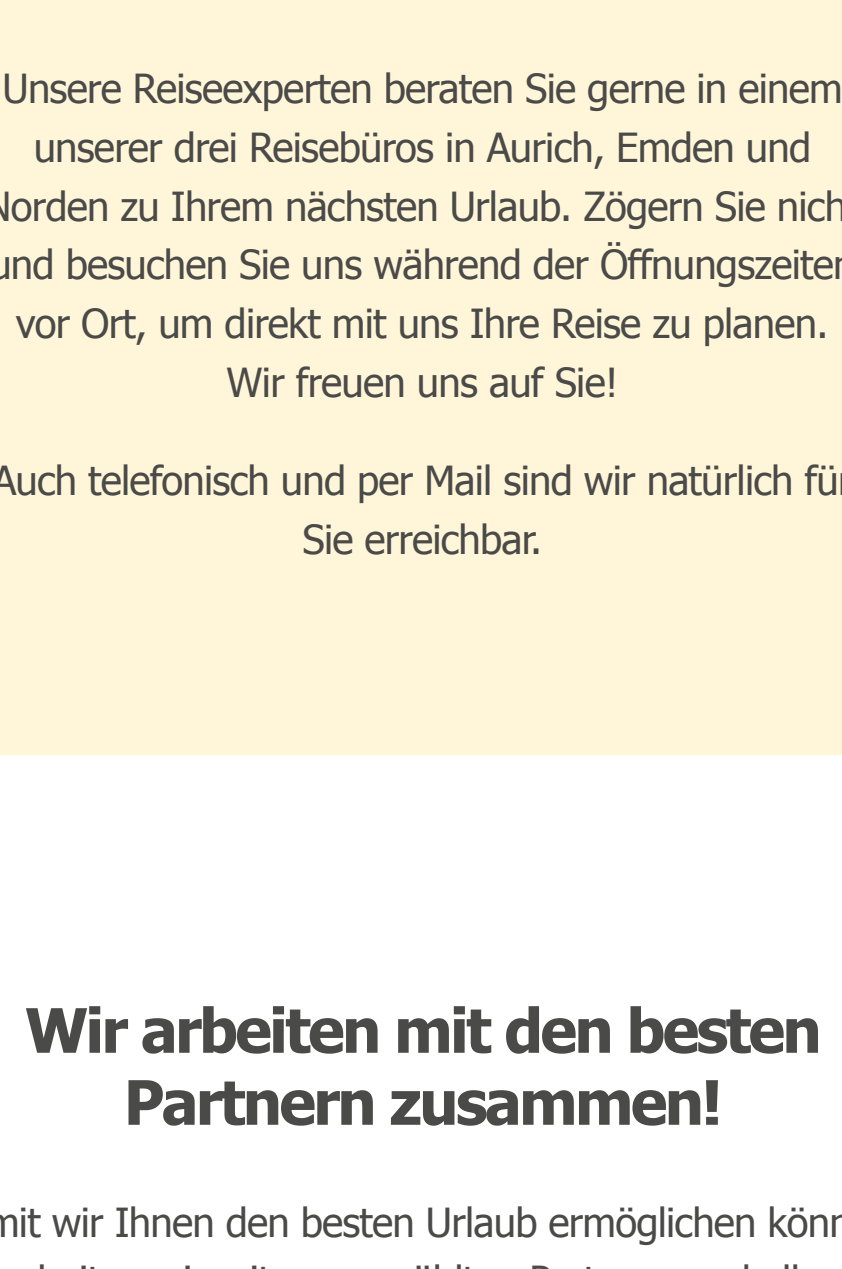 Unsere Reiseexperten beraten Sie gerne in einem
unserer drei Reisebüros in Aurich, Emden und
Norden zu Ihrem nächsten Urlaub. Zögern Sie nich
und besuchen Sie uns während der Öffnungszeiten
vor Ort, um direkt mit uns Ihre Reise zu planen.
Wir freuen uns auf Sie!
Auch telefonisch und per Mail sind wir natürlich für
Sie erreichbar.
Wir arbeiten mit den besten
Partnern zusammen!
mit wir Ihnen den besten Urlaub ermöglichen könn